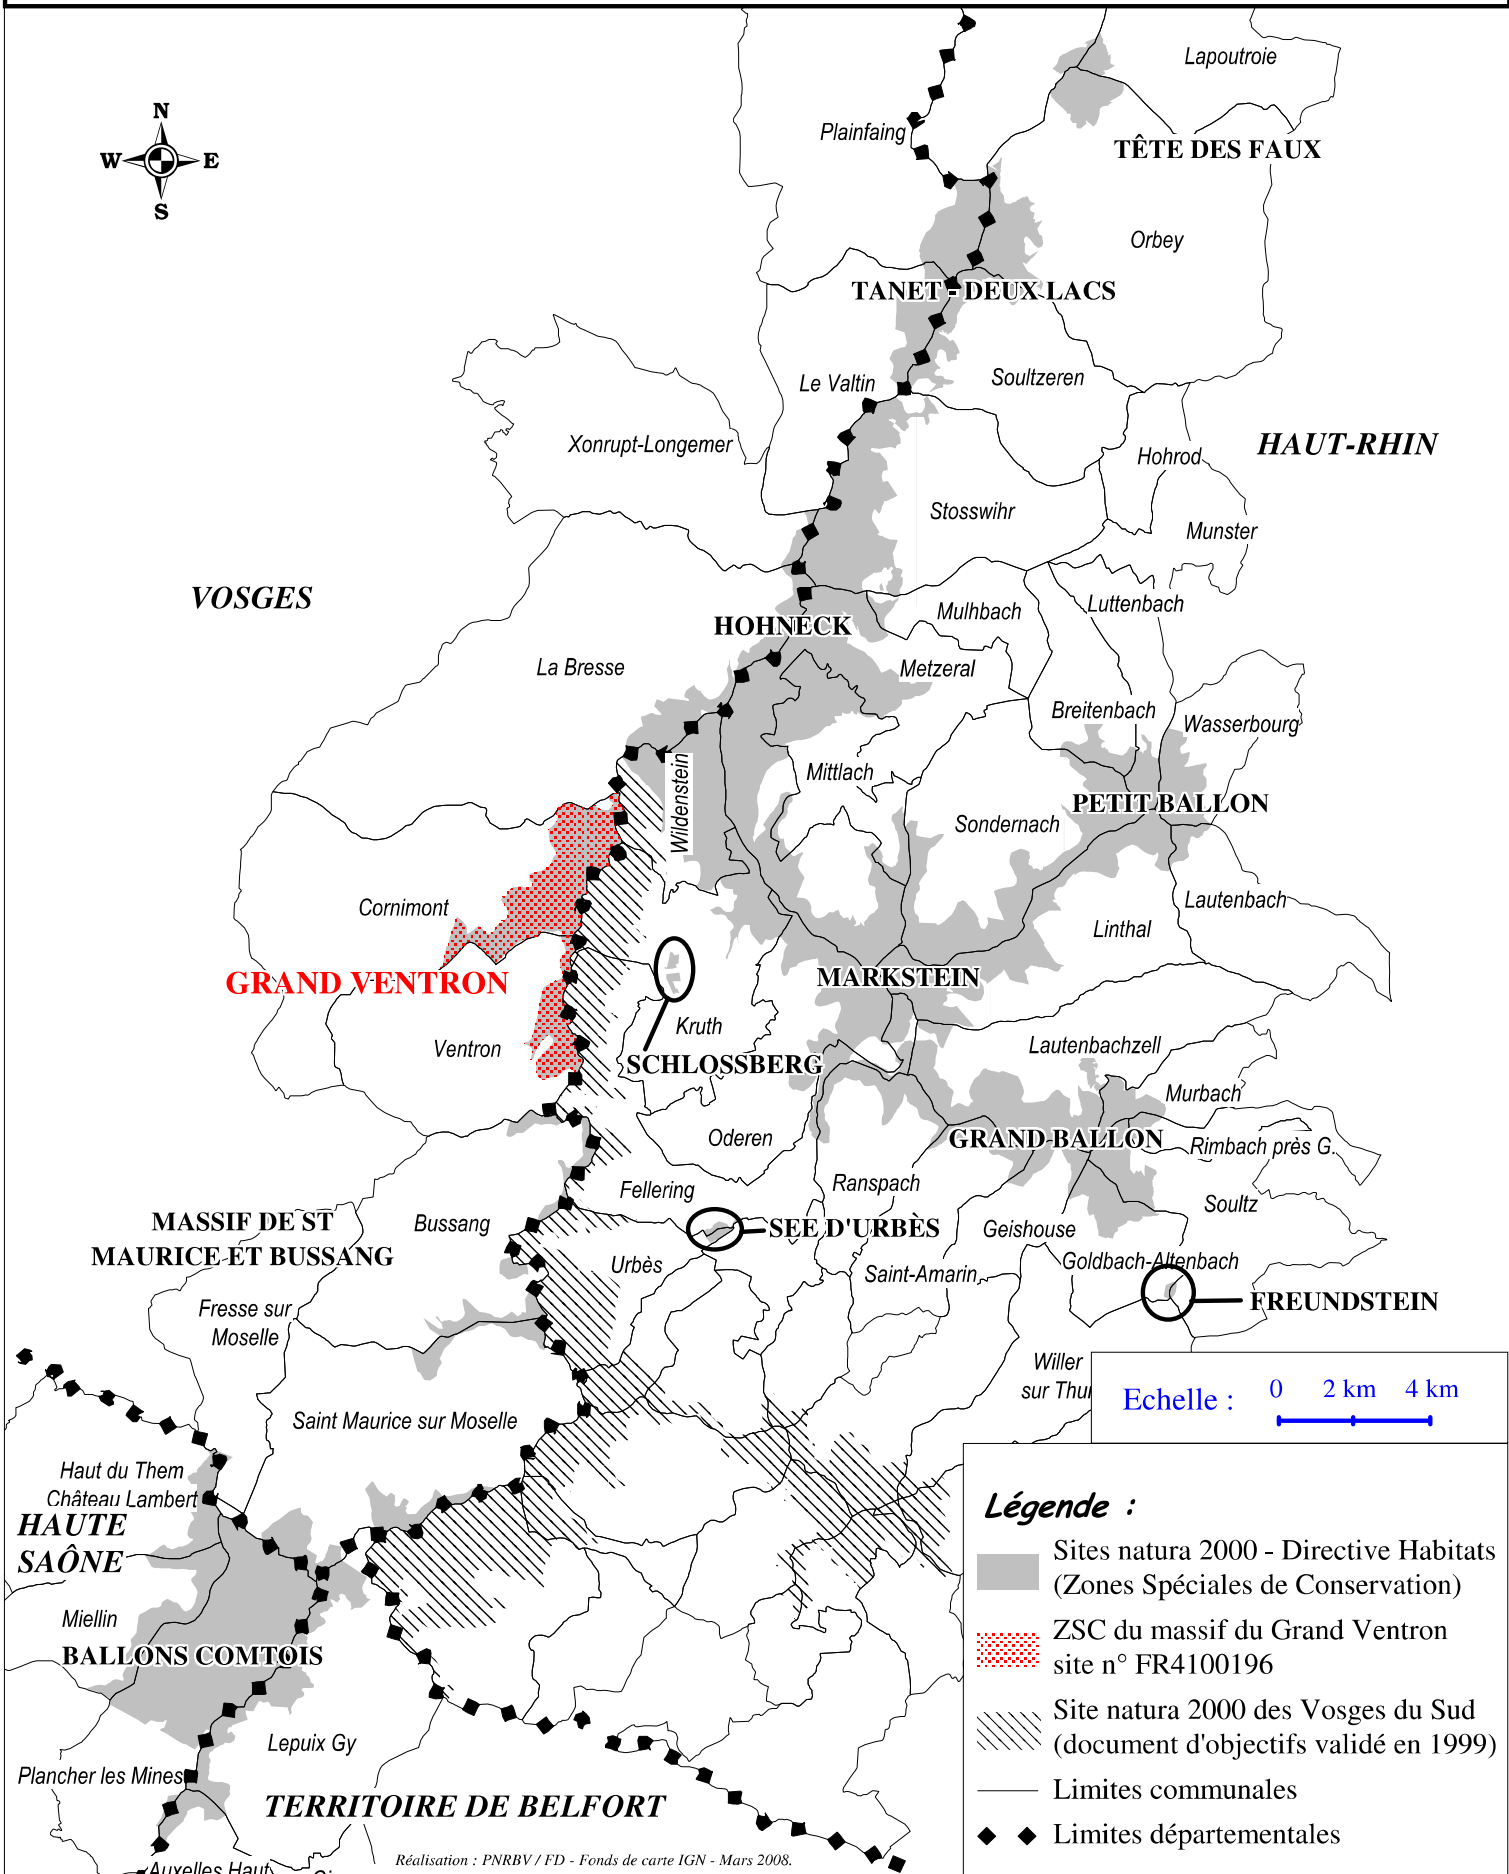 Lapoutroie
N
Plainfaing
TÊTE DES FAUX
W
E
S
Orbey
TANET - DEUX LACS
Le Valtin
Soultzeren
Xonrupt-Longemer
HAUT-RHIN
Hohrod
Stosswihr
Munster
VOSGES
Luttenbach
Mulhbach
HOHNECK
La Bresse
Metzeral
Breitenbach
Wasserbourg
Mittlach
Wildenstein
PETIT BALLON
Sondernach
Cornimont
Lautenbach
Linthal
GRAND VENTRON
MARKSTEIN
Kruth
Ventron
Lautenbachzell
SCHLOSSBERG
Murbach
Oderen
GRAND BALLON
Rimbach près G.
Ranspach
Fellering
Soultz
MASSIF DE ST
MAURICE ET BUSSANG
Bussang
SEE D'URBÈS
Geishouse
Urbès
Saint-Amarin
Goldbach-Altenbach
FREUNDSTEIN
Fresse sur
Moselle
Willer
sur Thur
Echelle :
0 2 km 4 km
Saint Maurice sur Moselle
Haut du Them
Château Lambert
HAUTE
SAÔNE
Légende :
Sites natura 2000 - Directive Habitats
(Zones Spéciales de Conservation)
Miellin
ZSC du massif du Grand Ventron
site n° FR4100196
BALLONS COMTOIS
Site natura 2000 des Vosges du Sud
(document d'objectifs validé en 1999)
Lepuix Gy
Plancher les Mines
Limites communales
TERRITOIRE DE BELFORT
Limites départementales
Réalisation : PNRBV / FD - Fonds de carte IGN - Mars 2008.
Auxelles Haut